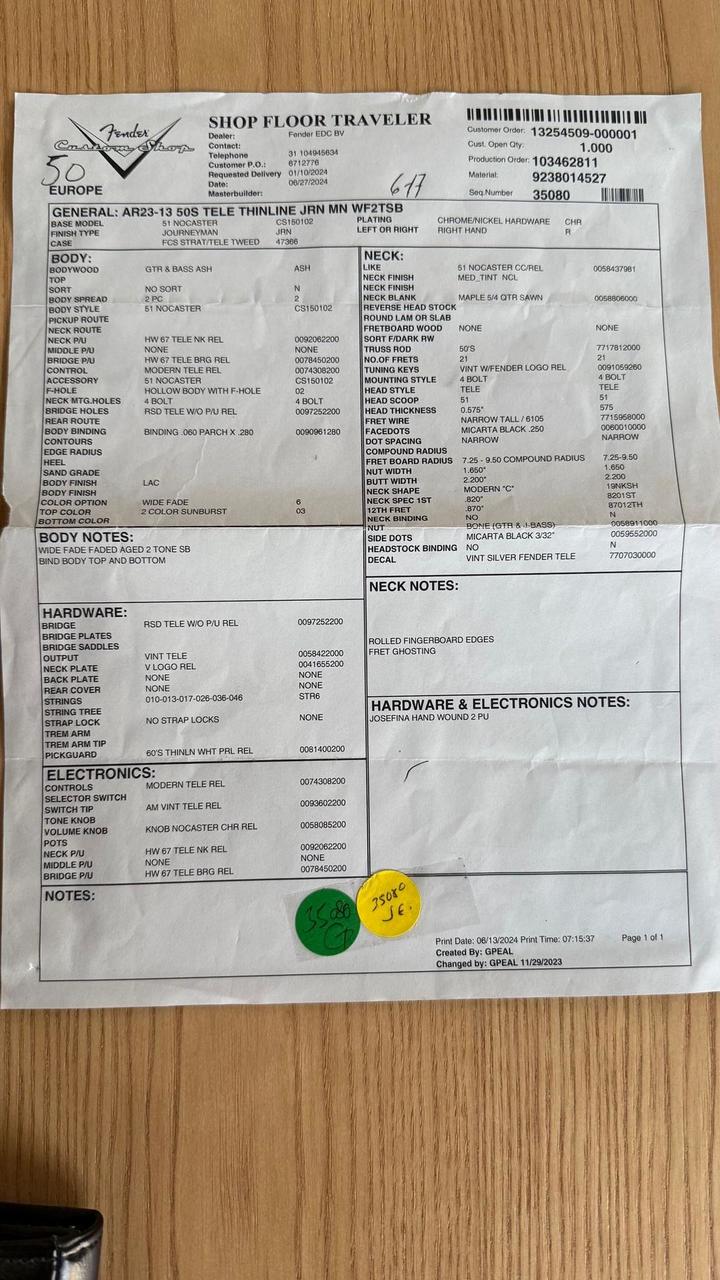 Fender
Custom Shop
50
EUROPE
SHOP FLOOR TRAVELER
Dealer: Fender EDC BV
Contact:
Telephone 31 104945634
Customer P.O.: 6712776
Requested Delivery 01/10/2024
Date: 06/27/2024
Masterbuilder:
617
Customer Order: 13254509-000001
Cust. Open Qty: 1.000
Production Order: 103462811
Material: 9238014527
Seq.Number 35080
GENERAL: AR23-13 50S TELE THINLINE JRN MN WF2TSB
BASE MODEL 51 NOCASTER CS150102 PLATING CHROME/NICKEL HARDWARE CHR
FINISH TYPE JOURNEYMAN JRN LEFT OR RIGHT RIGHT HAND R
CASE FCS STRAT/TELE TWEED 47366
BODY:
BODYWOOD GTR & BASS ASH ASH
TOP
SORT NO SORT N
BODY SPREAD 2 PC 2
BODY STYLE 51 NOCASTER CS150102
PICKUP ROUTE
NECK ROUTE
NECK P/U HW 67 TELE NK REL 0092062200
MIDDLE P/U NONE NONE
BRIDGE P/U HW 67 TELE BRG REL 0078450200
CONTROL MODERN TELE REL 0074308200
ACCESSORY 51 NOCASTER CS150102
F-HOLE HOLLOW BODY WITH F-HOLE 02
NECK MTG.HOLES 4 BOLT 4 BOLT
BRIDGE HOLES RSD TELE W/O P/U REL 0097252200
REAR ROUTE
BODY BINDING BINDING .060 PARCH X .280 0090961280
CONTOURS
EDGE RADIUS
HEEL
SAND GRADE
BODY FINISH LAC
BODY FINISH
COLOR OPTION WIDE FADE 6
TOP COLOR 2 COLOR SUNBURST 03
BOTTOM COLOR
NECK:
LIKE 51 NOCASTER CC/REL 0058437981
NECK FINISH MED_TINT NCL
NECK FINISH
NECK BLANK MAPLE 5/4 QTR SAWN 0058806000
REVERSE HEAD STOCK
ROUND LAM OR SLAB
FRETBOARD WOOD NONE NONE
SORT F/DARK RW
TRUSS ROD 50'S 7717812000
NO.OF FRETS 21 21
TUNING KEYS VINT W/FENDER LOGO REL 0091059260
MOUNTING STYLE 4 BOLT 4 BOLT
HEAD STYLE TELE TELE
HEAD SCOOP 51 51
HEAD THICKNESS 0.575" 575
FRET WIRE NARROW TALL / 6105 7715958000
FACEDOTS MICARTA BLACK .250 0060010000
DOT SPACING NARROW NARROW
COMPOUND RADIUS
FRET BOARD RADIUS 7.25 - 9.50 COMPOUND RADIUS 7.25-9.50
NUT WIDTH 1.650" 1.650
BUTT WIDTH 2.200" 2.200
NECK SHAPE MODERN "C" 19NKSH
NECK SPEC 1ST .820" 8201ST
12TH FRET .870" 87012TH
NECK BINDING NO N
NUT BONE (GTR & J-BASS) 0058911000
SIDE DOTS MICARTA BLACK 3/32" 0059552000
HEADSTOCK BINDING NO N
DECAL VINT SILVER FENDER TELE 7707030000
BODY NOTES:
WIDE FADE FADED AGED 2 TONE SB
BIND BODY TOP AND BOTTOM
NECK NOTES:
ROLLED FINGERBOARD EDGES
FRET GHOSTING
HARDWARE:
BRIDGE RSD TELE W/O P/U REL 0097252200
BRIDGE PLATES
BRIDGE SADDLES
OUTPUT VINT TELE 0058422000
NECK PLATE V LOGO REL 0041655200
BACK PLATE NONE NONE
REAR COVER NONE NONE
STRINGS 010-013-017-026-036-046 STR6
STRING TREE
STRAP LOCK NO STRAP LOCKS NONE
TREM ARM
TREM ARM TIP
PICKGUARD 60'S THINLN WHT PRL REL 0081400200
HARDWARE & ELECTRONICS NOTES:
JOSEFINA HAND WOUND 2 PU
ELECTRONICS:
CONTROLS MODERN TELE REL 0074308200
SELECTOR SWITCH
SWITCH TIP AM VINT TELE REL 0093602200
TONE KNOB
VOLUME KNOB KNOB NOCASTER CHR REL 0058085200
POTS
NECK P/U HW 67 TELE NK REL 0092062200
MIDDLE P/U NONE NONE
BRIDGE P/U HW 67 TELE BRG REL 0078450200
NOTES:
35080
35080
JE.
Print Date: 06/13/2024 Print Time: 07:15:37 Page 1 of 1
Created By: GPEAL
Changed by: GPEAL 11/29/2023